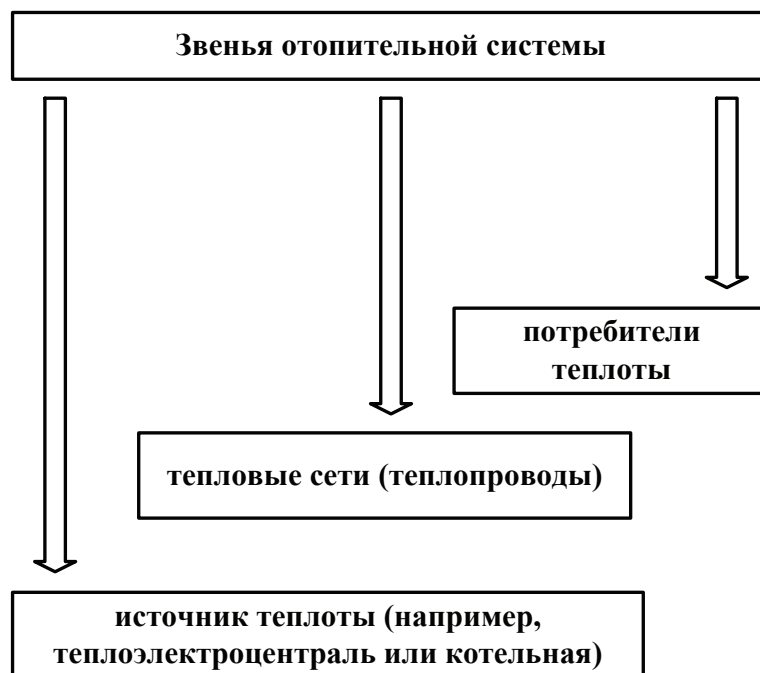 Звенья отопительной системы
потребители
теплоты
тепловые сети (теплопроводы)
источник теплоты (например,
теплоэлектроцентраль или котельная)